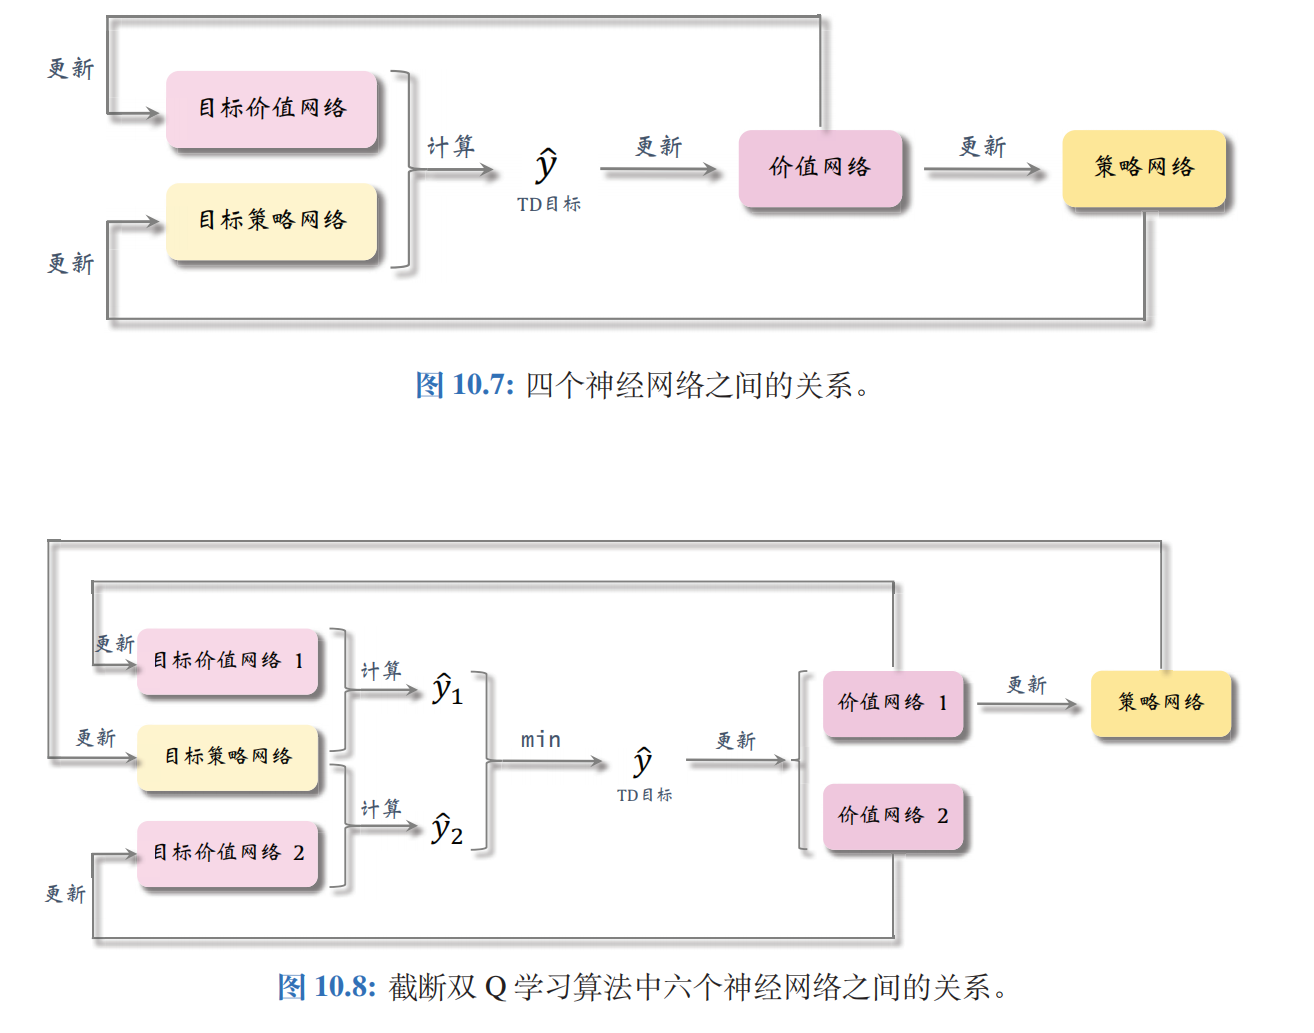 更新
目标价值网络
目标策略网络
更新
计算
ŷ
TD目标
更新
价值网络
更新
策略网络
图 10.7: 四个神经网络之间的关系。
更新
目标价值网络 1
更新
目标策略网络
目标价值网络 2
更新
计算
ŷ₁
计算
ŷ₂
min
ŷ
TD目标
更新
价值网络 1
价值网络 2
更新
策略网络
图 10.8: 截断双 Q 学习算法中六个神经网络之间的关系。